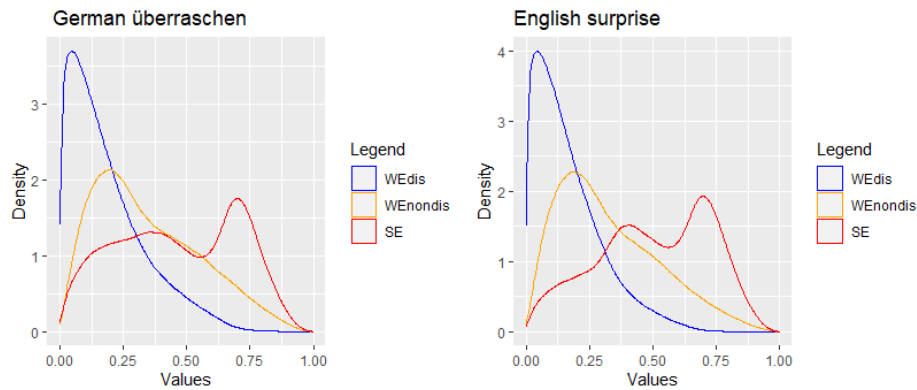 German überraschen
3
2
1
0
Density
0.00 0.25 0.50 0.75 1.00
Values
Legend
WEdis
WEnondis
SE
English surprise
4
3
2
1
0
Density
0.00 0.25 0.50 0.75 1.00
Values
Legend
WEdis
WEnondis
SE